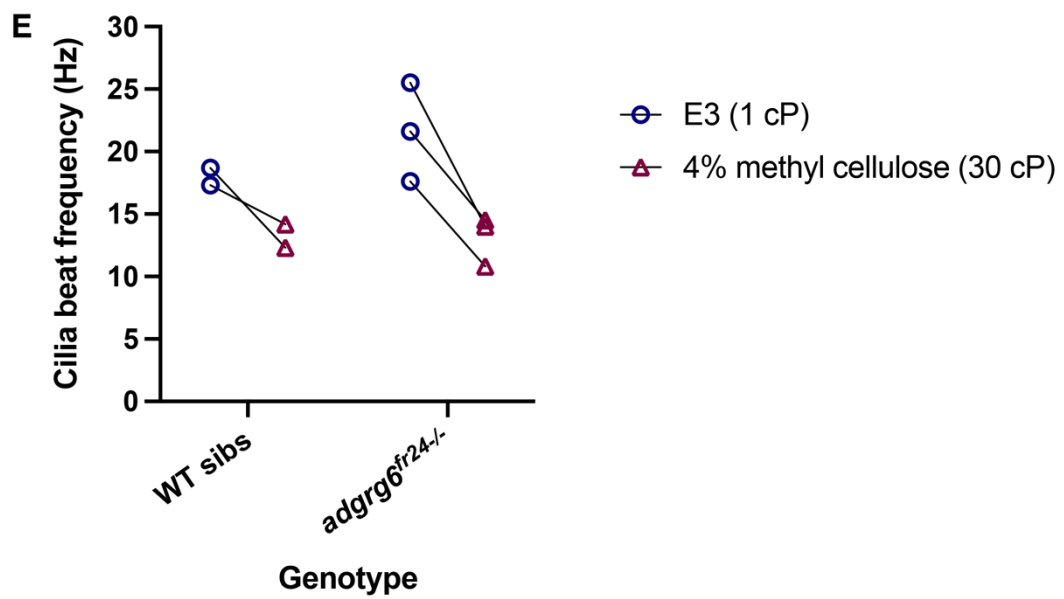 E
Cilia beat frequency (Hz)
30
25
20
15
10
5
0
WT sibs
adgrg6fr24-/-
Genotype
E3 (1 cP)
4% methyl cellulose (30 cP)